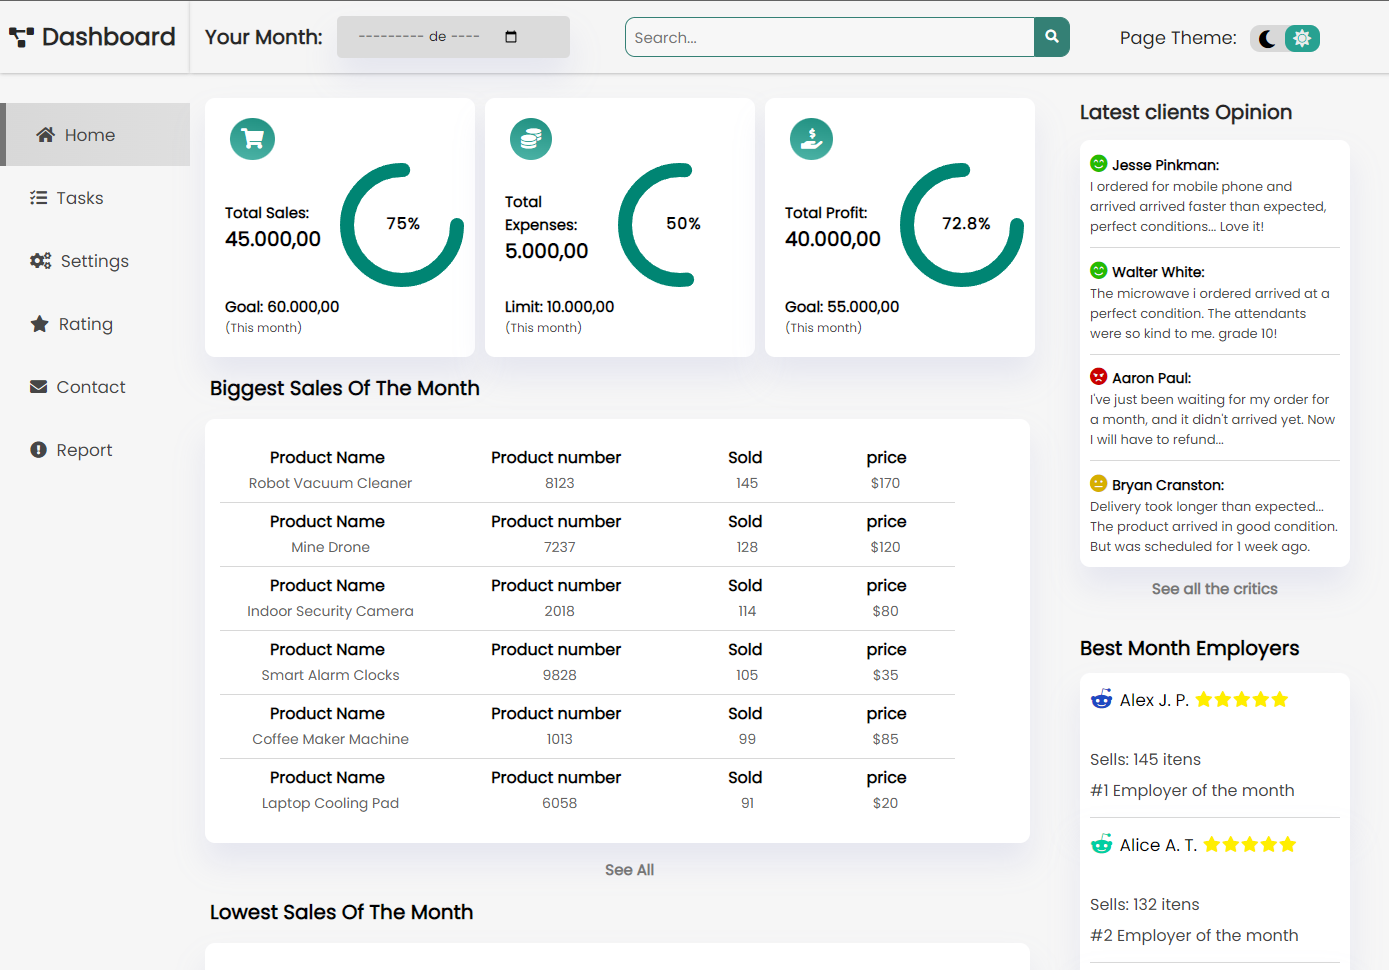 Dashboard
Your Month:
--------- de ----
Search...
Page Theme:
Home
Tasks
Settings
Rating
Contact
Report
Total Sales:
45.000,00
75%
Goal: 60.000,00
(This month)
Total
Expenses:
5.000,00
50%
Limit: 10.000,00
(This month)
Total Profit:
40.000,00
72.8%
Goal: 55.000,00
(This month)
Biggest Sales Of The Month
Product Name Product number Sold price
Robot Vacuum Cleaner 8123 145 $170
Product Name Product number Sold price
Mine Drone 7237 128 $120
Product Name Product number Sold price
Indoor Security Camera 2018 114 $80
Product Name Product number Sold price
Smart Alarm Clocks 9828 105 $35
Product Name Product number Sold price
Coffee Maker Machine 1013 99 $85
Product Name Product number Sold price
Laptop Cooling Pad 6058 91 $20
See All
Lowest Sales Of The Month
Latest clients Opinion
Jesse Pinkman:
I ordered for mobile phone and
arrived arrived faster than expected,
perfect conditions... Love it!
Walter White:
The microwave i ordered arrived at a
perfect condition. The attendants
were so kind to me. grade 10!
Aaron Paul:
I've just been waiting for my order for
a month, and it didn't arrived yet. Now
I will have to refund...
Bryan Cranston:
Delivery took longer than expected...
The product arrived in good condition.
But was scheduled for 1 week ago.
See all the critics
Best Month Employers
Alex J. P.
Sells: 145 itens
#1 Employer of the month
Alice A. T.
Sells: 132 itens
#2 Employer of the month